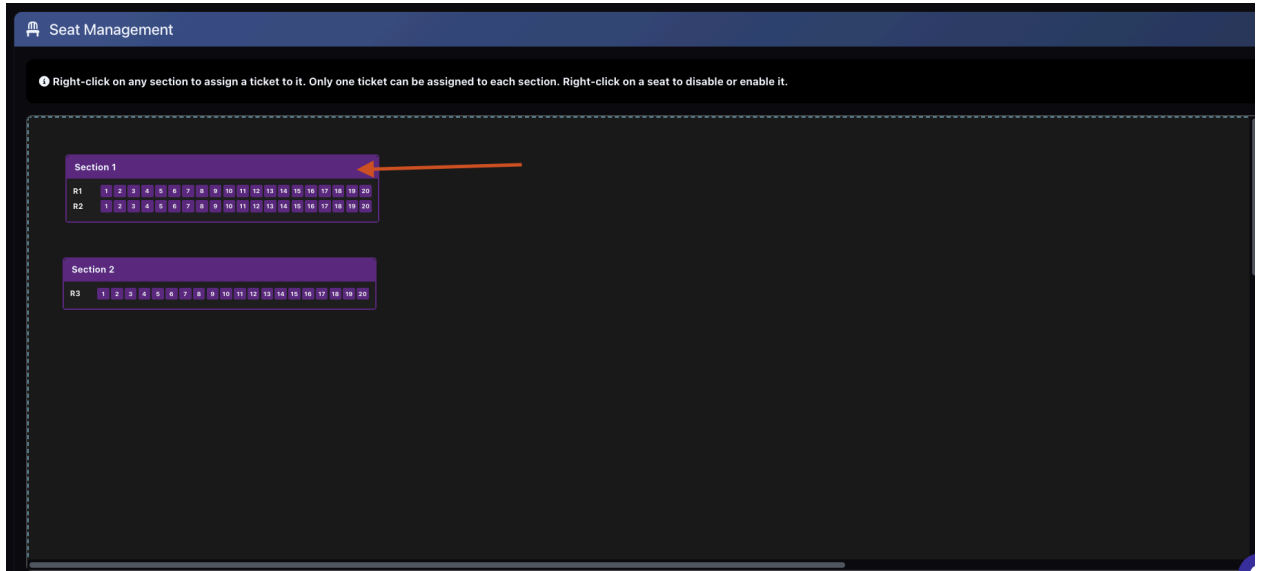 Seat Management
Right-click on any section to assign a ticket to it. Only one ticket can be assigned to each section. Right-click on a seat to disable or enable it.
Section 1
R1 1 2 3 4 5 6 7 8 9 10 11 12 13 14 15 16 17 18 19 20
R2 1 2 3 4 5 6 7 8 9 10 11 12 13 14 15 16 17 18 19 20
Section 2
R3 1 2 3 4 5 6 7 8 9 10 11 12 13 14 15 16 17 18 19 20